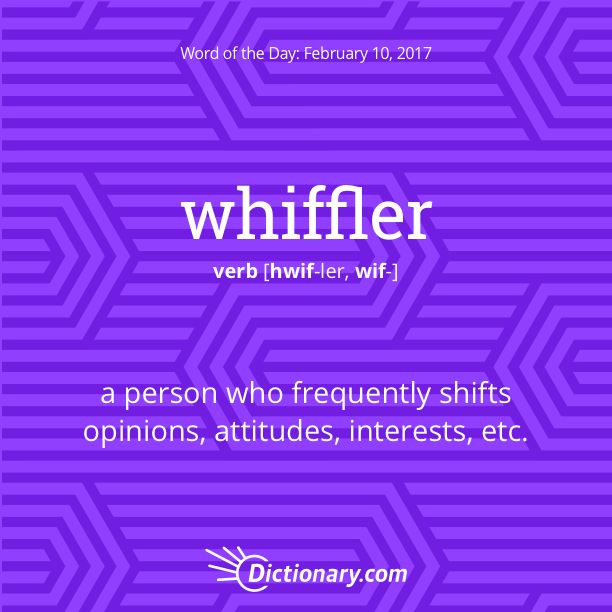 Word of the Day: February 10, 2017
whiffler
verb [hwif-ler, wif-]
a person who frequently shifts
opinions, attitudes, interests, etc.
Dictionary.com